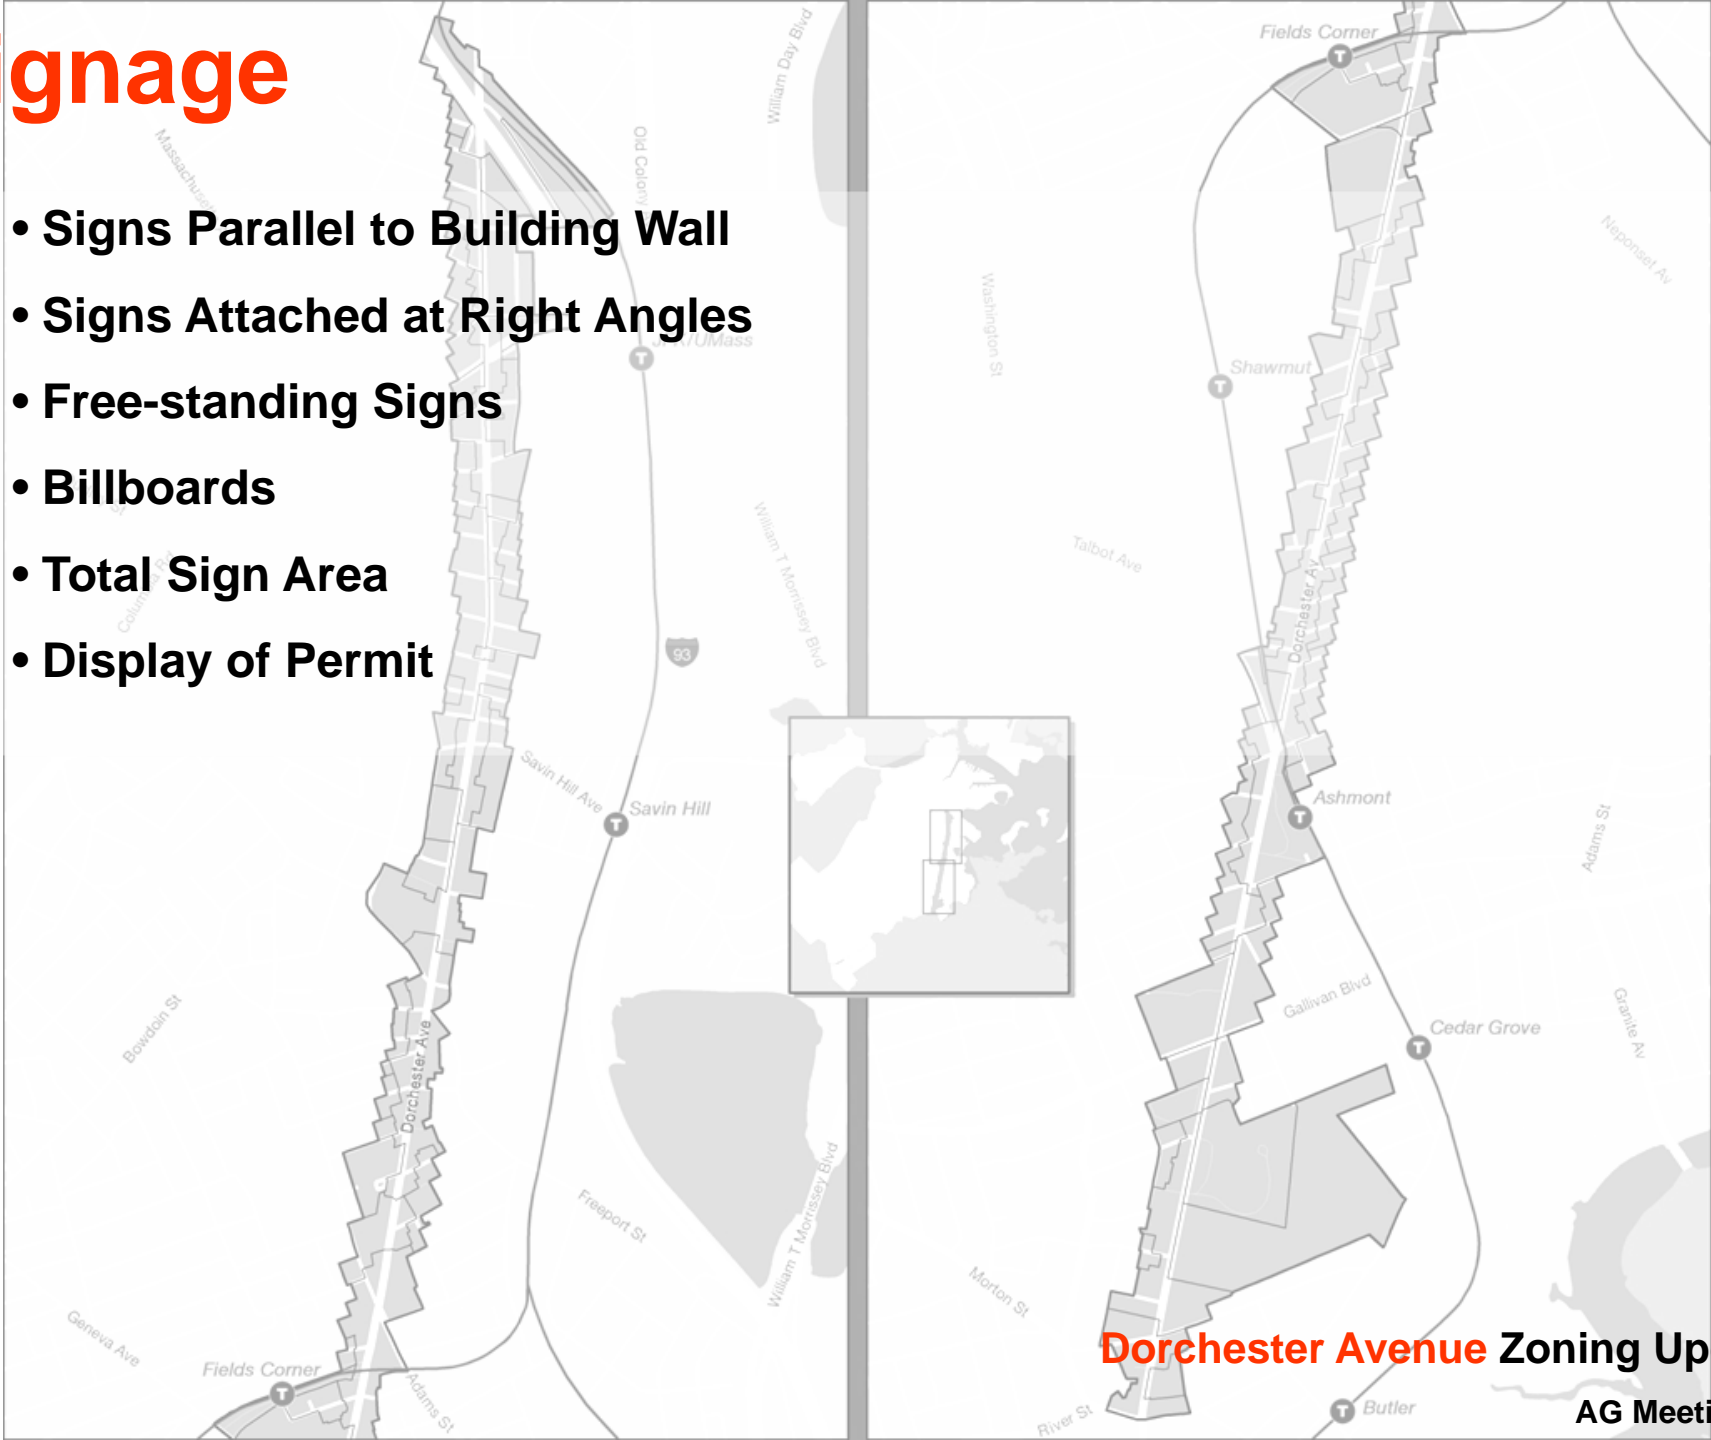 gnage
• Signs Parallel to Building Wall
• Signs Attached at Right Angles
• Free-standing Signs
• Billboards
• Total Sign Area
• Display of Permit
Old Colony
William Day Blvd
JFK/UMass
William T Morrissey Blvd
93
Savin Hill Ave
Savin Hill
Bowdoin St
Dorchester Ave
Freeport St
William T Morrissey Blvd
Geneva Ave
Fields Corner
Adams St
Fields Corner
Neponset Av
Washington St
Shawmut
Talbot Ave
Dorchester Av
Ashmont
Adams St
Gallivan Blvd
Granite Av
Cedar Grove
Morton St
River St
Butler
Dorchester Avenue Zoning Up
AG Meeti